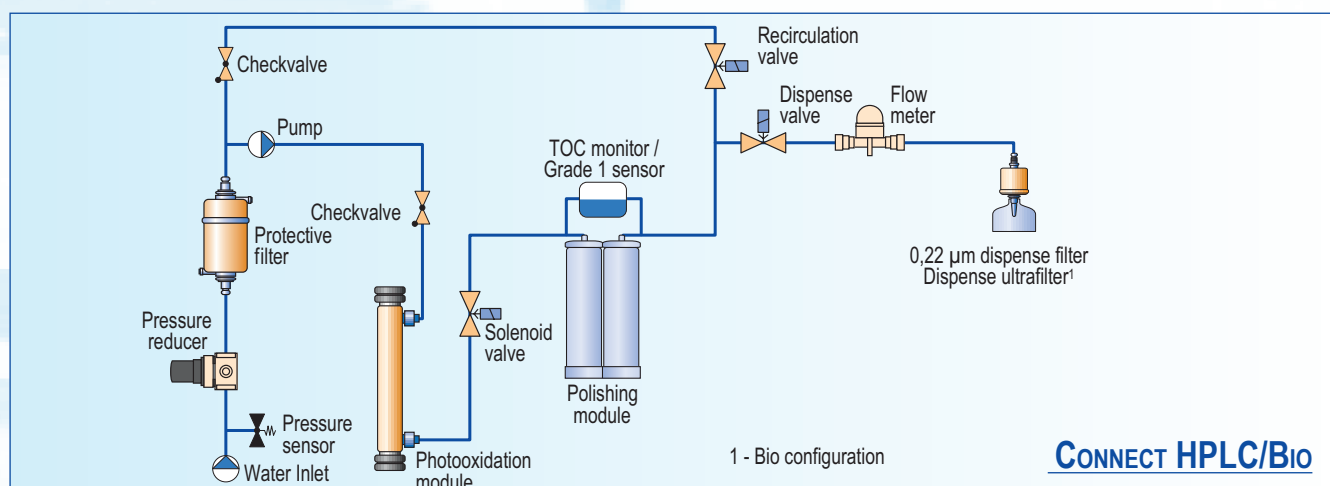 Recirculation
valve
Checkvalve
Dispense
valve
Flow
meter
Pump
TOC monitor /
Grade 1 sensor
Checkvalve
Protective
filter
0,22 µm dispense filter
Dispense ultrafilter¹
Pressure
reducer
Solenoid
valve
Polishing
module
Pressure
sensor
Water Inlet
Photooxidation
module
1 - Bio configuration
CONNECT HPLC/BIO